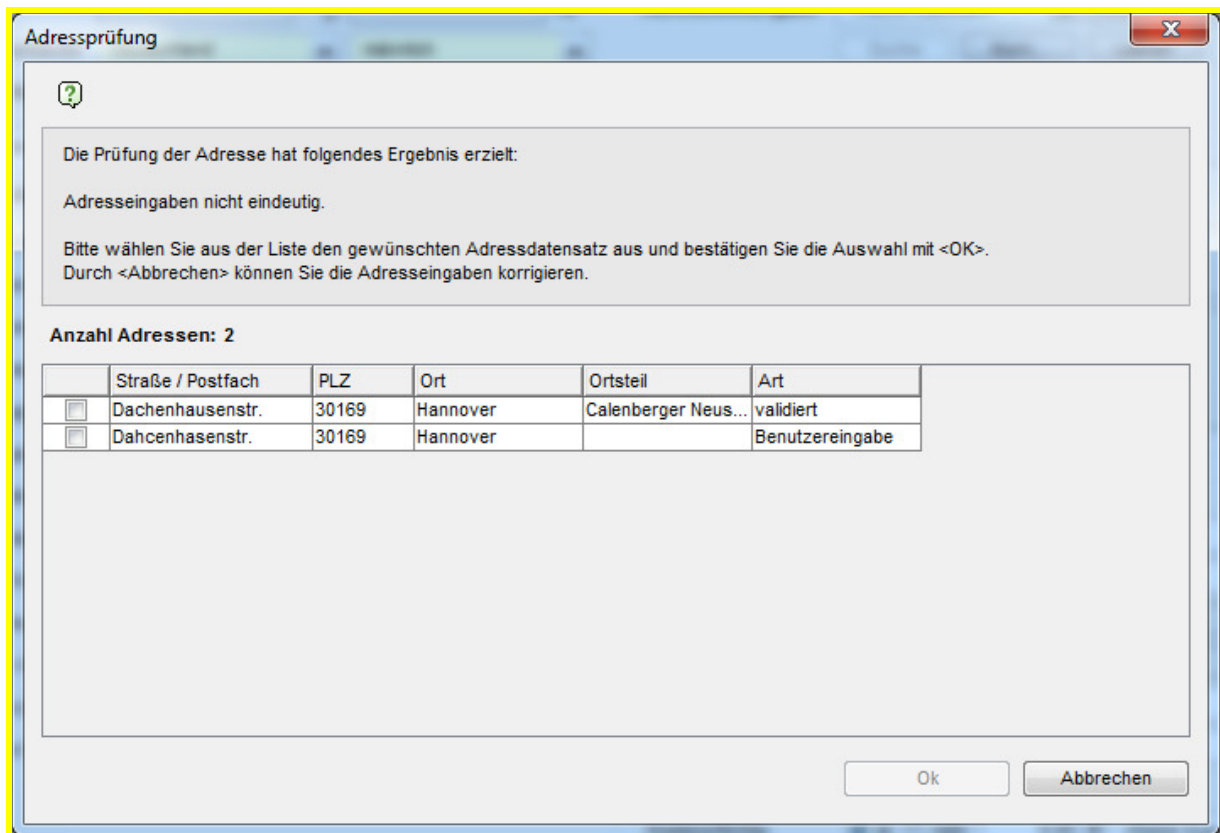 Adressprüfung
Die Prüfung der Adresse hat folgendes Ergebnis erzielt:
Adresseingaben nicht eindeutig.
Bitte wählen Sie aus der Liste den gewünschten Adressdatensatz aus und bestätigen Sie die Auswahl mit <OK>.
Durch <Abbrechen> können Sie die Adresseingaben korrigieren.
Anzahl Adressen: 2
Straße / Postfach PLZ Ort Ortsteil Art
Dachenhausenstr. 30169 Hannover Calenberger Neus... validiert
Dahcenhasenstr. 30169 Hannover Benutzereingabe
Ok Abbrechen